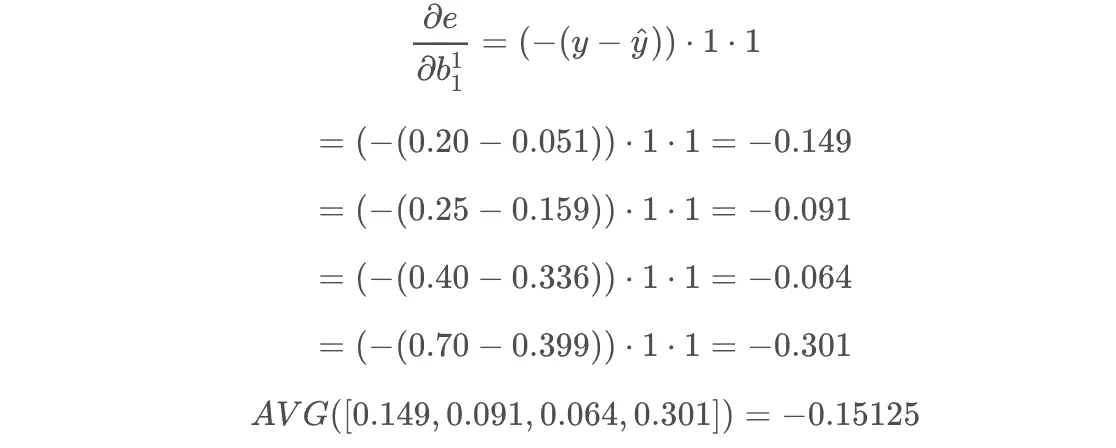 ∂e/∂b₁¹ = (−(y − ŷ)) · 1 · 1
= (−(0.20 − 0.051)) · 1 · 1 = −0.149
= (−(0.25 − 0.159)) · 1 · 1 = −0.091
= (−(0.40 − 0.336)) · 1 · 1 = −0.064
= (−(0.70 − 0.399)) · 1 · 1 = −0.301
AVG([0.149, 0.091, 0.064, 0.301]) = −0.15125